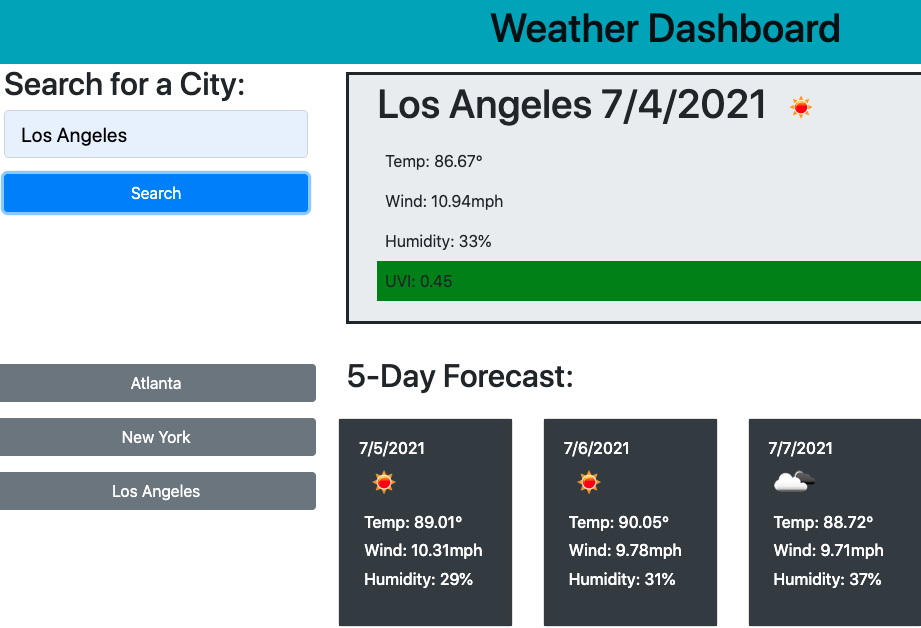 Weather Dashboard
Search for a City:
Los Angeles
Search
Atlanta
New York
Los Angeles
Los Angeles 7/4/2021
Temp: 86.67°
Wind: 10.94mph
Humidity: 33%
UVI: 0.45
5-Day Forecast:
7/5/2021
Temp: 89.01°
Wind: 10.31mph
Humidity: 29%
7/6/2021
Temp: 90.05°
Wind: 9.78mph
Humidity: 31%
7/7/2021
Temp: 88.72°
Wind: 9.71mph
Humidity: 37%